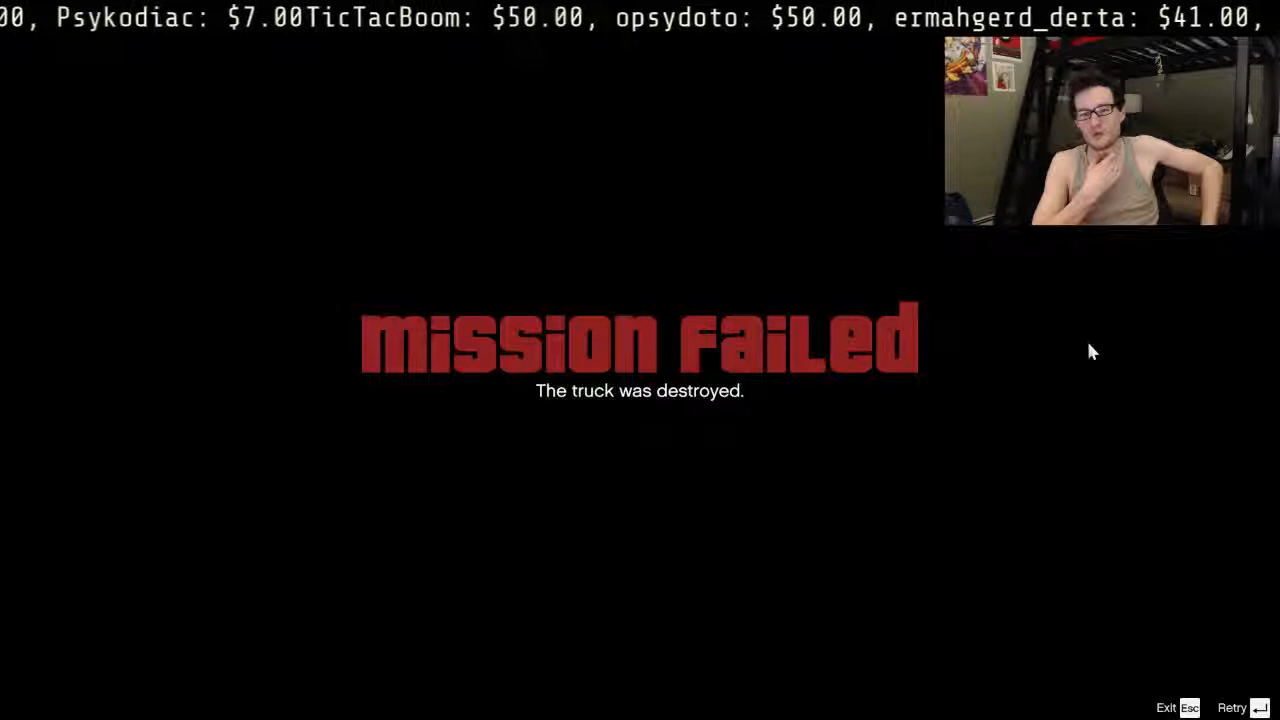 00, Psykodiac: $7.00TicTacBoom: $50.00, opsydoto: $50.00, ermahgerd_derta: $41.00,
mission failed
The truck was destroyed.
Exit Esc Retry